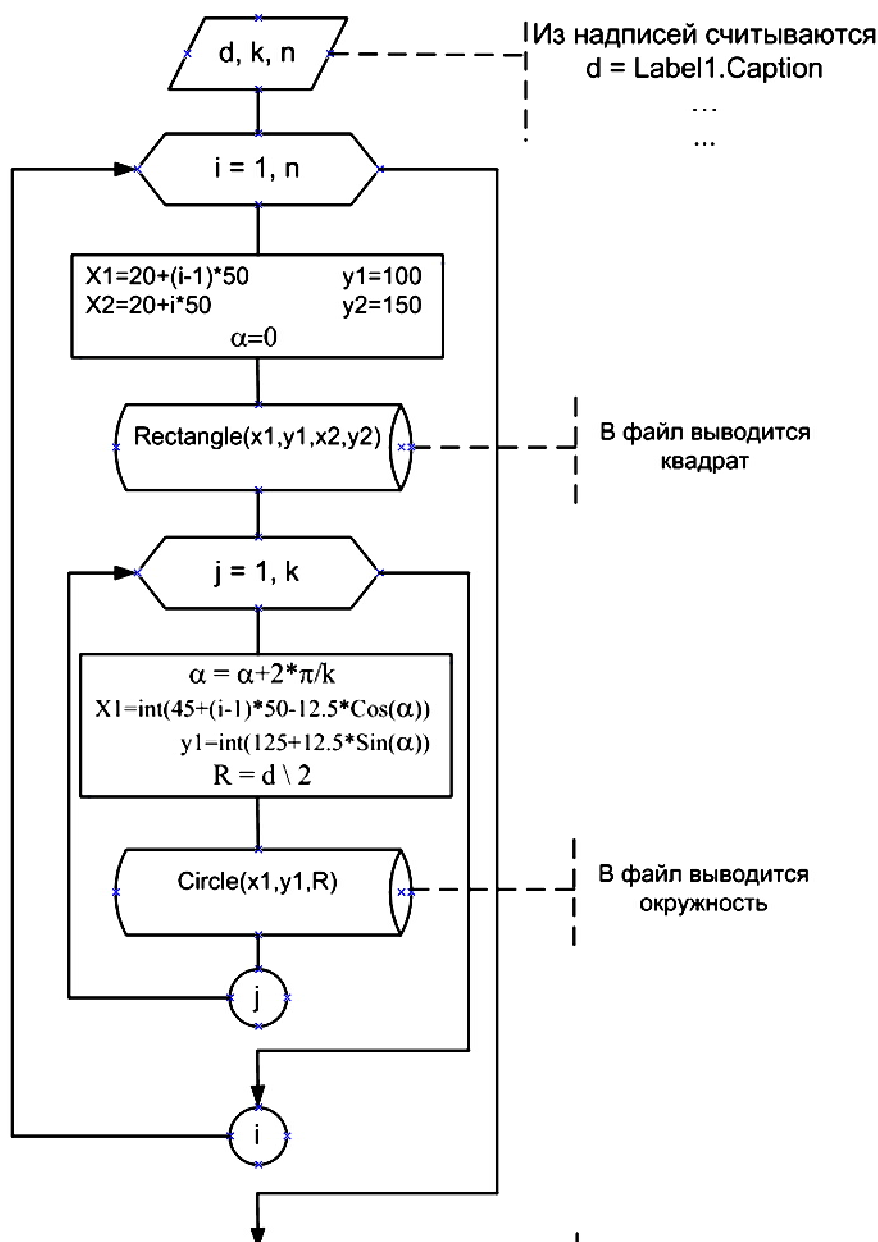 d, k, n
Из надписей считываются
d = Label1.Caption
...
...
i = 1, n
X1=20+(i-1)*50 y1=100
X2=20+i*50 y2=150
α=0
Rectangle(x1,y1,x2,y2)
В файл выводится
квадрат
j = 1, k
α = α+2*π/k
X1=int(45+(i-1)*50-12.5*Cos(α))
y1=int(125+12.5*Sin(α))
R = d \ 2
Circle(x1,y1,R)
В файл выводится
окружность
j
i